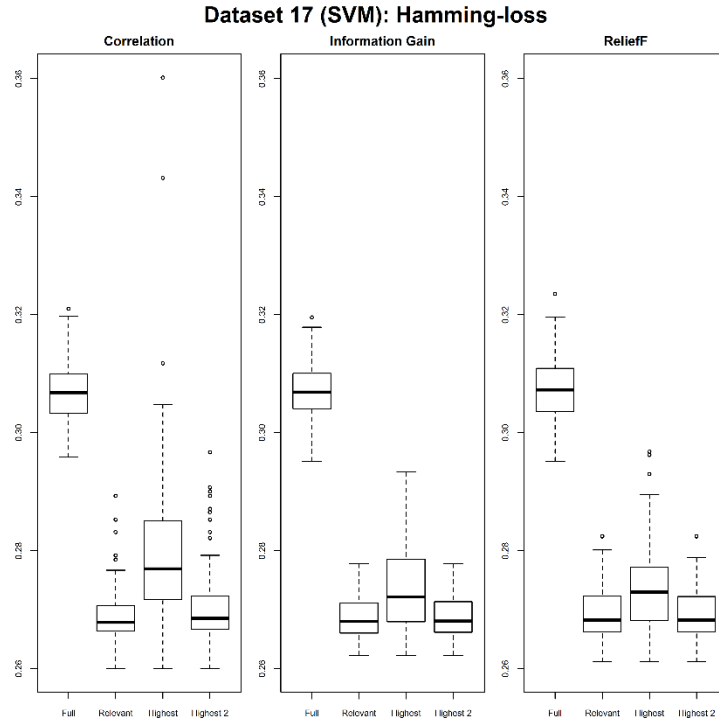 Dataset 17 (SVM): Hamming-loss
Correlation
0.36
0.34
0.32
0.30
0.28
0.26
Full Relevant Highest Highest 2
Information Gain
0.36
0.34
0.32
0.30
0.28
0.26
Full Relevant Highest Highest 2
ReliefF
0.36
0.34
0.32
0.30
0.28
0.26
Full Relevant Highest Highest 2